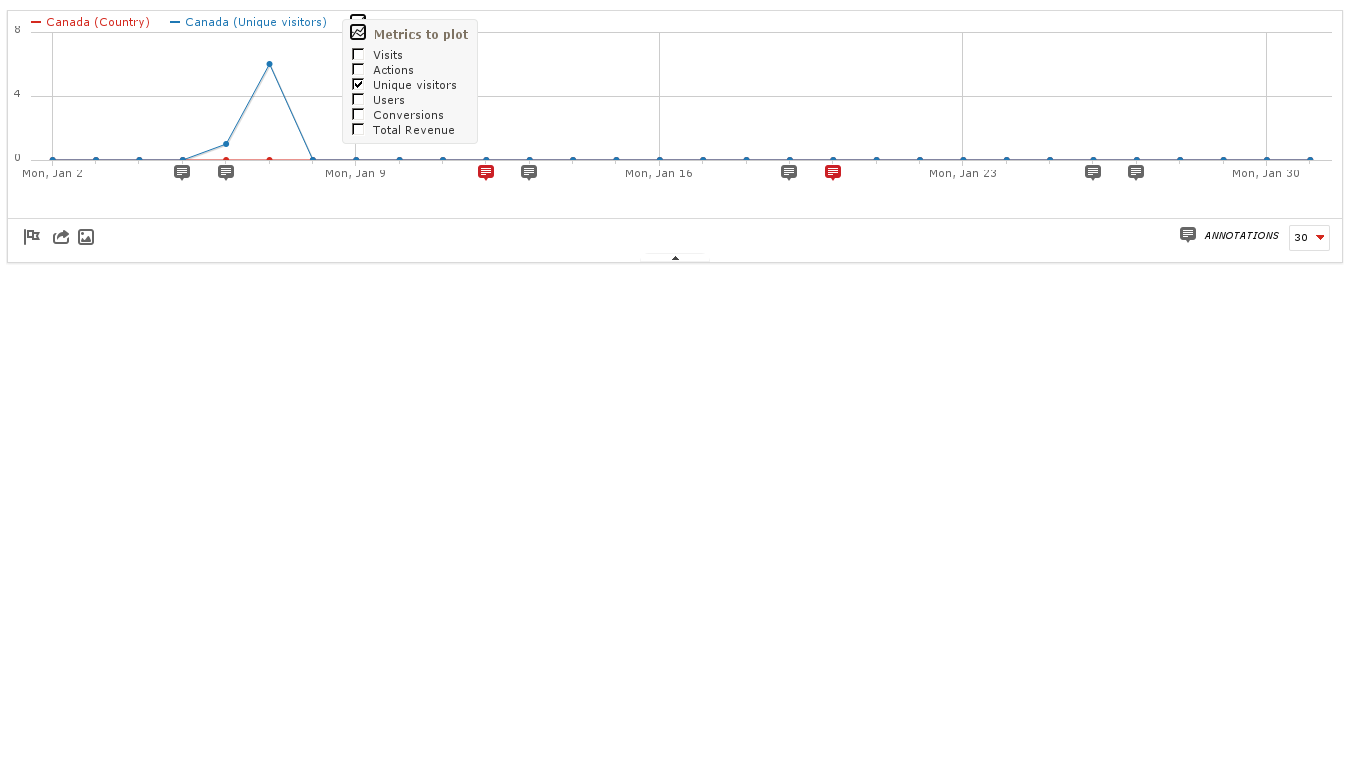 Canada (Country) Canada (Unique visitors)
Metrics to plot
Visits
Actions
Unique visitors
Users
Conversions
Total Revenue
8
4
0
Mon, Jan 2 Mon, Jan 9 Mon, Jan 16 Mon, Jan 23 Mon, Jan 30
ANNOTATIONS 30